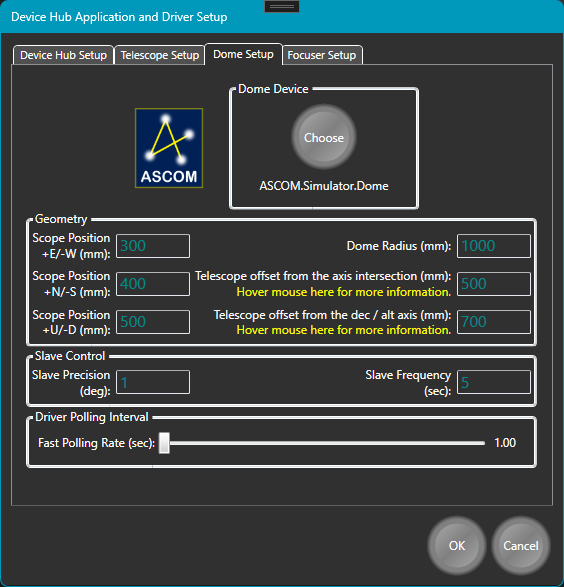 Device Hub Application and Driver Setup
Device Hub Setup
Telescope Setup
Dome Setup
Focuser Setup
Dome Device
Choose
ASCOM
ASCOM.Simulator.Dome
Geometry
Scope Position
+E/-W (mm):
300
Dome Radius (mm):
1000
Scope Position
+N/-S (mm):
400
Telescope offset from the axis intersection (mm):
Hover mouse here for more information.
500
Scope Position
+U/-D (mm):
500
Telescope offset from the dec / alt axis (mm):
Hover mouse here for more information.
700
Slave Control
Slave Precision
(deg):
1
Slave Frequency
(sec):
5
Driver Polling Interval
Fast Polling Rate (sec):
1.00
OK
Cancel